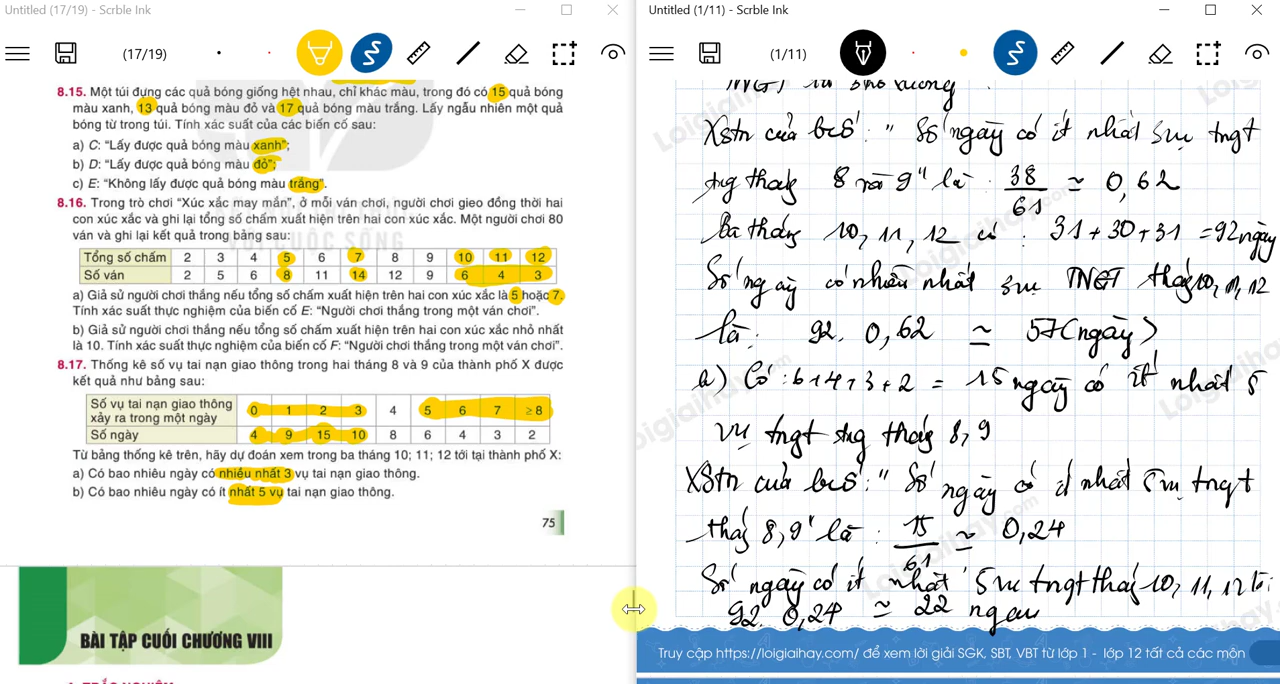 Untitled (17/19) - Scrble Ink
(17/19)
8.15. Một túi đựng các quả bóng giống hệt nhau, chỉ khác màu, trong đó có 15 quả bóng
màu xanh, 13 quả bóng màu đỏ và 17 quả bóng màu trắng. Lấy ngẫu nhiên một quả
bóng từ trong túi. Tính xác suất của các biến cố sau:
a) C: “Lấy được quả bóng màu xanh”;
b) D: “Lấy được quả bóng màu đỏ”;
c) E: “Không lấy được quả bóng màu trắng”.
8.16. Trong trò chơi “Xúc xắc may mắn”, ở mỗi ván chơi, người chơi gieo đồng thời hai
con xúc xắc và ghi lại tổng số chấm xuất hiện trên hai con xúc xắc. Một người chơi 80
ván và ghi lại kết quả trong bảng sau:
Tổng số chấm 2 3 4 5 6 7 8 9 10 11 12
Số ván 2 5 6 8 11 14 12 9 6 4 3
a) Giả sử người chơi thắng nếu tổng số chấm xuất hiện trên hai con xúc xắc là 5 hoặc 7.
Tính xác suất thực nghiệm của biến cố E: “Người chơi thắng trong một ván chơi”.
b) Giả sử người chơi thắng nếu tổng số chấm xuất hiện trên hai con xúc xắc nhỏ nhất
là 10. Tính xác suất thực nghiệm của biến cố F: “Người chơi thắng trong một ván chơi”.
8.17. Thống kê số vụ tai nạn giao thông trong hai tháng 8 và 9 của thành phố X được
kết quả như bảng sau:
Số vụ tai nạn giao thông
xảy ra trong một ngày 0 1 2 3 4 5 6 7 ≥ 8
Số ngày 4 9 15 10 8 6 4 3 2
Từ bảng thống kê trên, hãy dự đoán xem trong ba tháng 10; 11; 12 tới tại thành phố X:
a) Có bao nhiêu ngày có nhiều nhất 3 vụ tai nạn giao thông.
b) Có bao nhiêu ngày có ít nhất 5 vụ tai nạn giao thông.
75
BÀI TẬP CUỐI CHƯƠNG VIII
Untitled (1/11) - Scrble Ink
(1/11)
XStn của bcố: " Số ngày có ít nhất 3vụ tngt
tng tháng 8 và 9" là : 38/61 ≃ 0,62
Ba tháng 10, 11, 12 có : 31 + 30 + 31 = 92 ngày
Số ngày có nhiều nhất 3vụ TNGT tháng 10, 11, 12
là: 92. 0,62 ≃ 57 (ngày)
b) Có : 6+4+3+2 = 15 ngày có ít nhất 5
vụ tngt tng tháng 8, 9
XStn của bcố: " Số ngày có ít nhất 5vụ tngt
tháng 8, 9" là : 15/61 ≃ 0,24
Số ngày có ít nhất 5vụ tngt tháng 10, 11, 12 tới
92. 0,24 ≃ 22 ngày
Truy cập https://loigiaihay.com/ để xem lời giải SGK, SBT, VBT từ lớp 1 - lớp 12 tất cả các môn